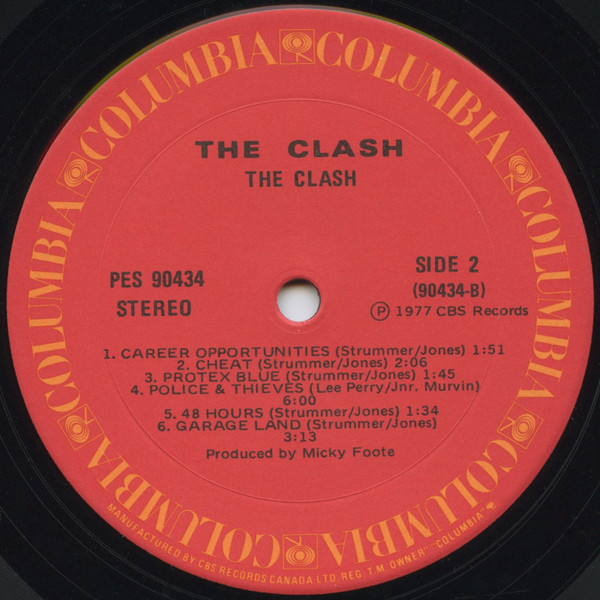 COLUMBIA COLUMBIA COLUMBIA COLUMBIA COLUMBIA COLUMBIA
THE CLASH
THE CLASH
PES 90434
STEREO
SIDE 2
(90434-B)
Ⓟ 1977 CBS Records
1. CAREER OPPORTUNITIES (Strummer/Jones) 1:51
2. CHEAT (Strummer/Jones) 2:06
3. PROTEX BLUE (Strummer/Jones) 1:45
4. POLICE & THIEVES (Lee Perry/Jnr. Murvin)
6:00
5. 48 HOURS (Strummer/Jones) 1:34
6. GARAGE LAND (Strummer/Jones)
3:13
Produced by Micky Foote
MANUFACTURED BY CBS RECORDS CANADA LTD. REG. T.M. OWNER "COLUMBIA"